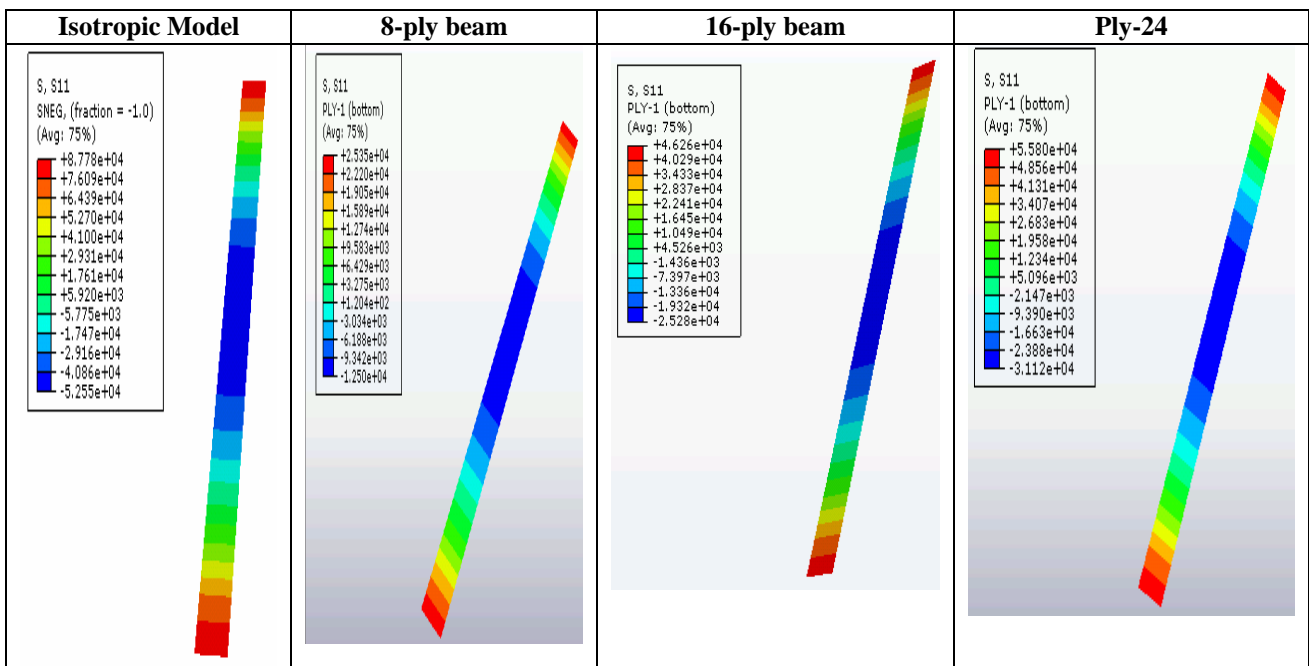 Isotropic Model
8-ply beam
16-ply beam
Ply-24
S, S11
SNEG, (fraction = -1.0)
(Avg: 75%)
+8.778e+04
+7.609e+04
+6.439e+04
+5.270e+04
+4.100e+04
+2.931e+04
+1.761e+04
+5.920e+03
-5.775e+03
-1.747e+04
-2.916e+04
-4.086e+04
-5.255e+04
S, S11
PLY-1 (bottom)
(Avg: 75%)
+2.535e+04
+2.220e+04
+1.905e+04
+1.589e+04
+1.274e+04
+9.583e+03
+6.429e+03
+3.275e+03
+1.204e+02
-3.034e+03
-6.188e+03
-9.342e+03
-1.250e+04
S, S11
PLY-1 (bottom)
(Avg: 75%)
+4.626e+04
+4.029e+04
+3.433e+04
+2.837e+04
+2.241e+04
+1.645e+04
+1.049e+04
+4.526e+03
-1.436e+03
-7.397e+03
-1.336e+04
-1.932e+04
-2.528e+04
S, S11
PLY-1 (bottom)
(Avg: 75%)
+5.580e+04
+4.856e+04
+4.131e+04
+3.407e+04
+2.683e+04
+1.958e+04
+1.234e+04
+5.096e+03
-2.147e+03
-9.390e+03
-1.663e+04
-2.388e+04
-3.112e+04